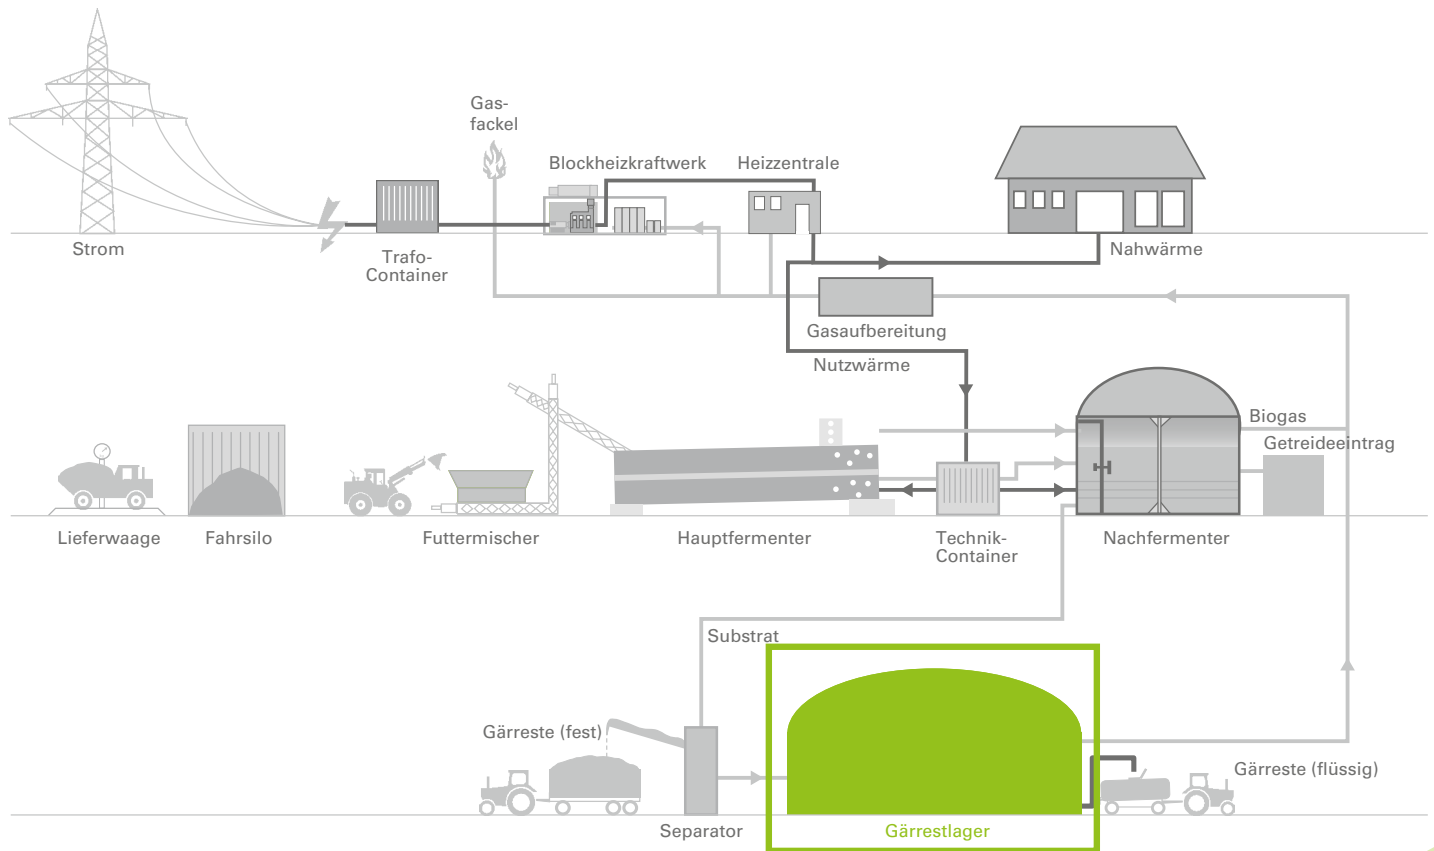 Gas-
fackel
Blockheizkraftwerk
Heizzentrale
Strom
Trafo-
Container
Nahwärme
Gasaufbereitung
Nutzwärme
Biogas
Getreideeintrag
Lieferwaage
Fahrsilo
Futtermischer
Hauptfermenter
Technik-
Container
Nachfermenter
Substrat
Gärreste (fest)
Gärreste (flüssig)
Separator
Gärrestlager